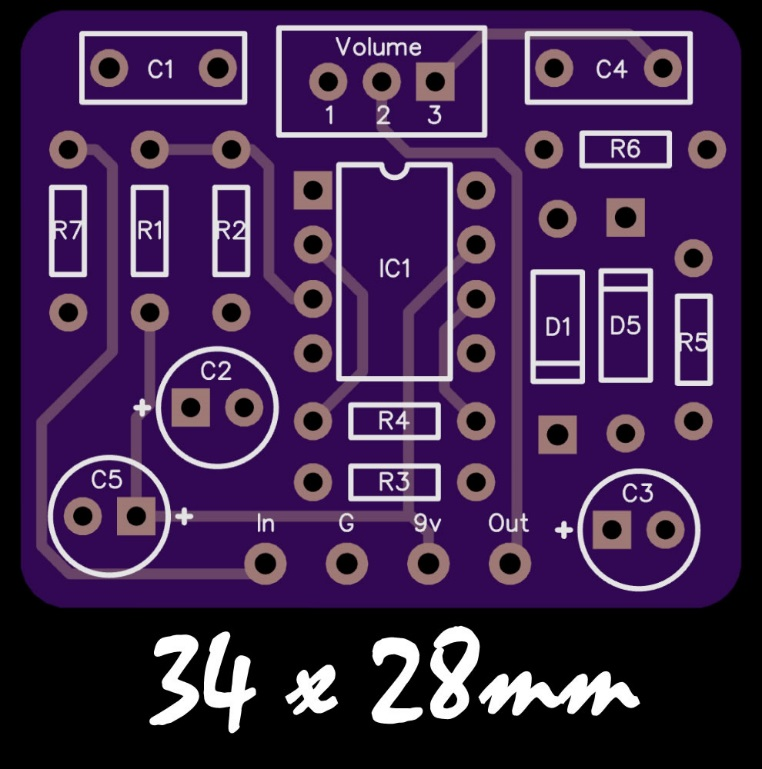 Volume
C1
C4
1 2 3
R6
R7
R1
R2
IC1
D1
D5
R5
C2
+
R4
C5
R3
C3
+
+
In
G
9v
Out
34 x 28mm